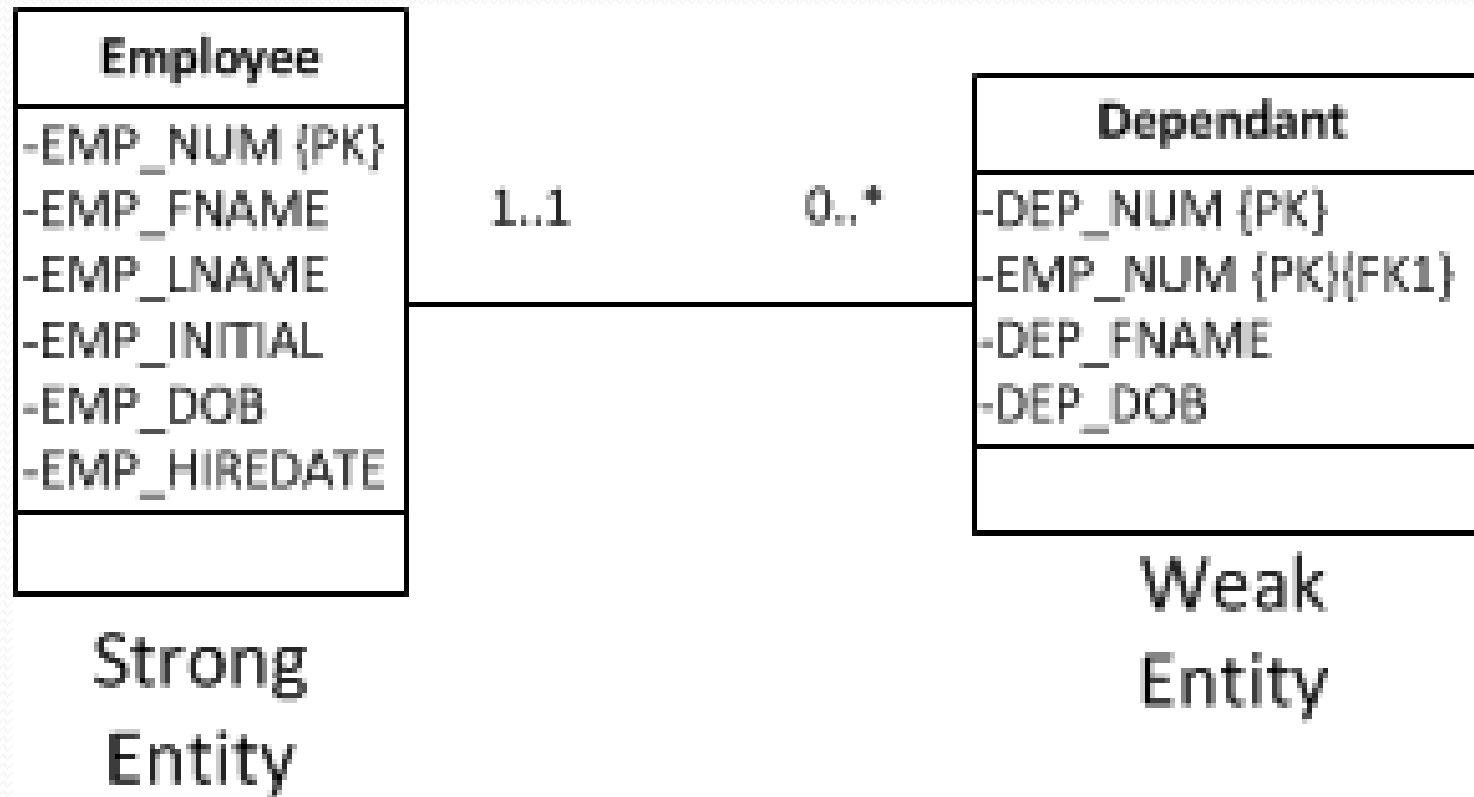 Employee
-EMP_NUM {PK}
-EMP_FNAME
-EMP_LNAME
-EMP_INITIAL
-EMP_DOB
-EMP_HIREDATE
Strong
Entity
1..1
0..*
Dependant
-DEP_NUM {PK}
-EMP_NUM {PK}{FK1}
-DEP_FNAME
-DEP_DOB
Weak
Entity